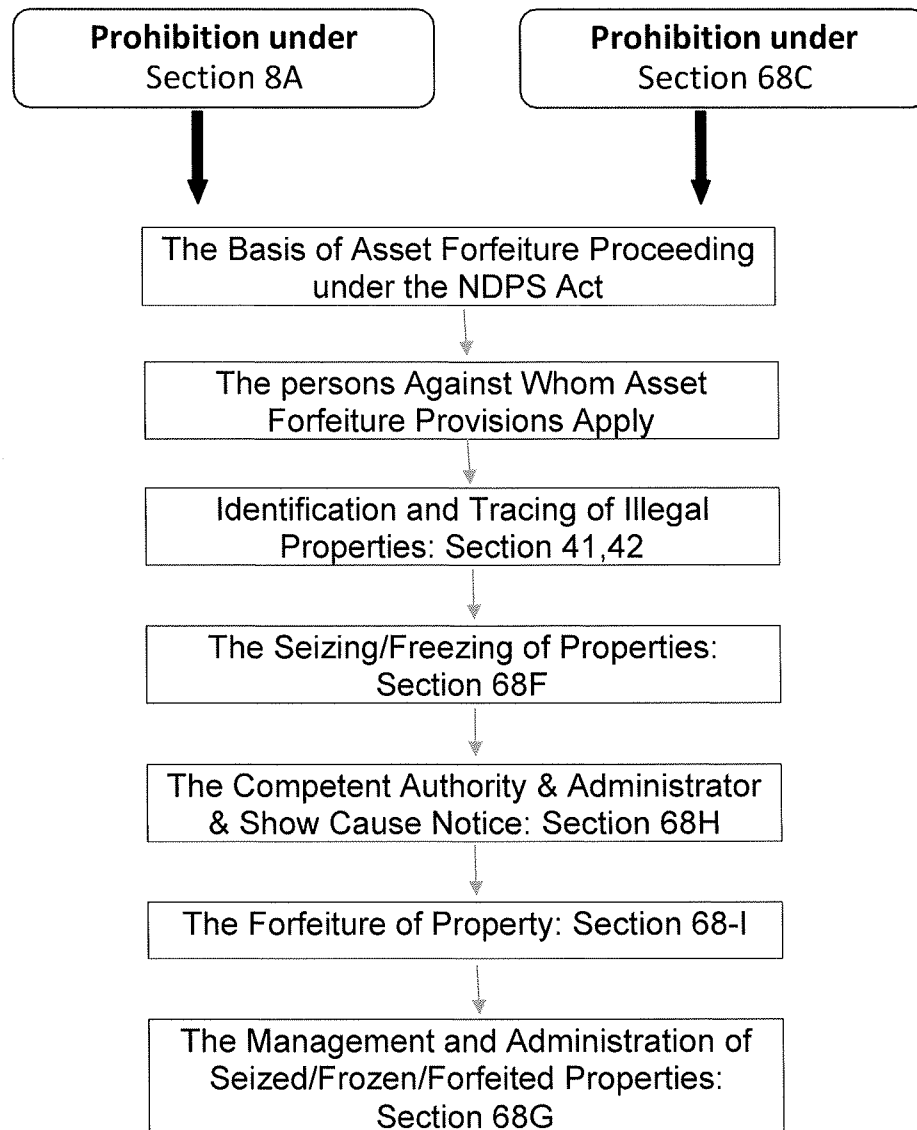 Prohibition under
Section 8A
Prohibition under
Section 68C
The Basis of Asset Forfeiture Proceeding
under the NDPS Act
The persons Against Whom Asset
Forfeiture Provisions Apply
Identification and Tracing of Illegal
Properties: Section 41,42
The Seizing/Freezing of Properties:
Section 68F
The Competent Authority & Administrator
& Show Cause Notice: Section 68H
The Forfeiture of Property: Section 68-I
The Management and Administration of
Seized/Frozen/Forfeited Properties:
Section 68G